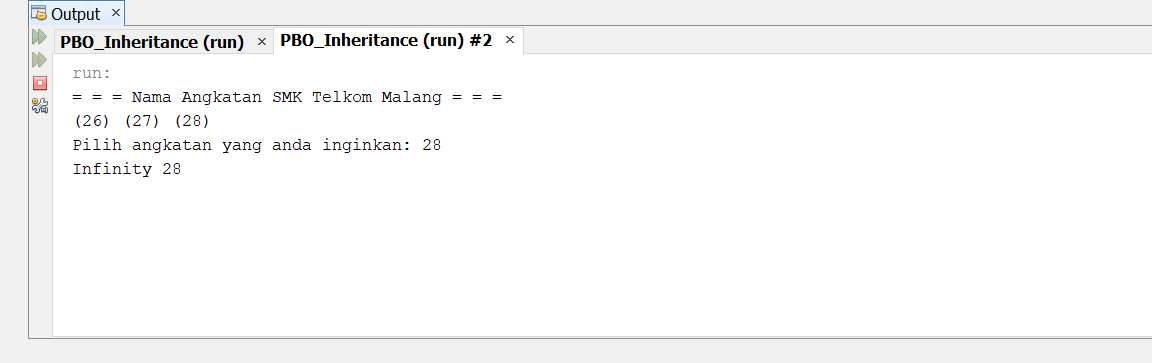 Output
PBO_Inheritance (run) PBO_Inheritance (run) #2
run:
= = = Nama Angkatan SMK Telkom Malang = = =
(26) (27) (28)
Pilih angkatan yang anda inginkan: 28
Infinity 28